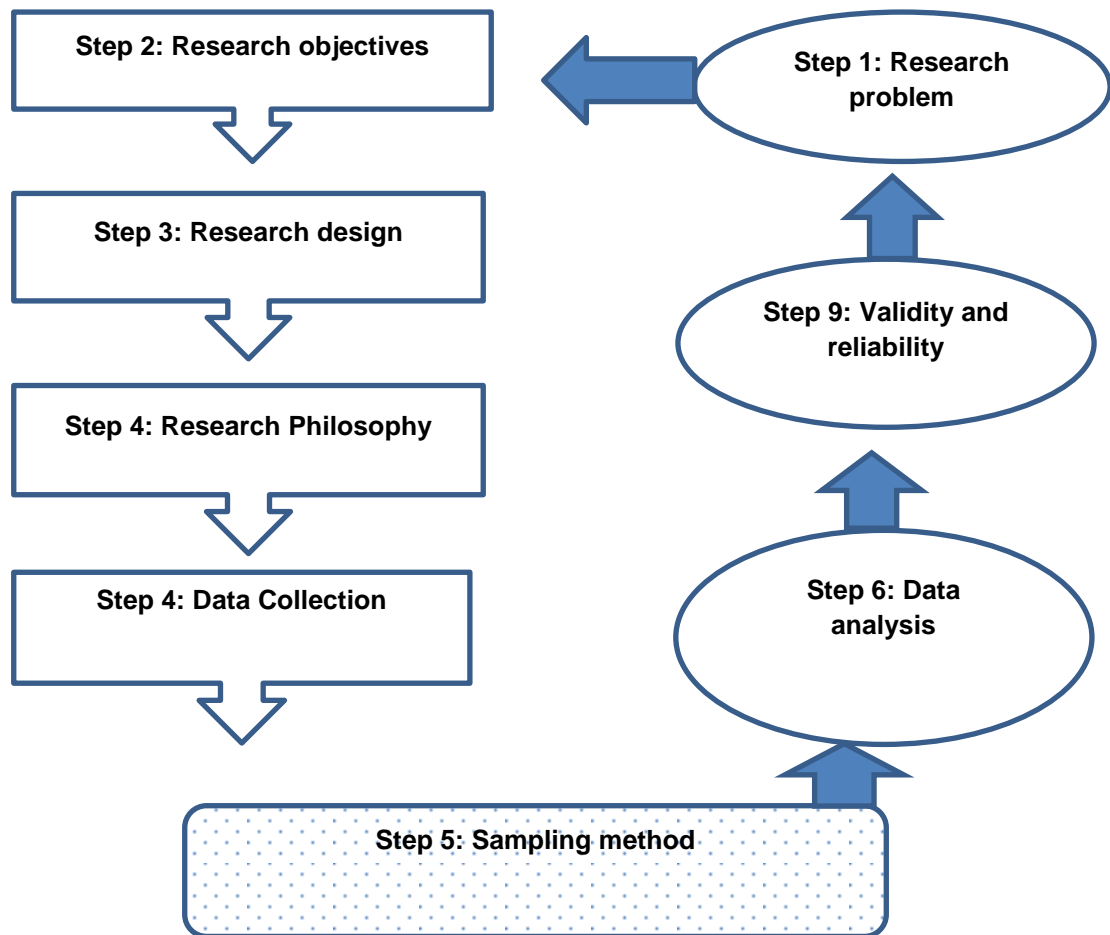 Step 2: Research objectives
Step 1: Research
problem
Step 3: Research design
Step 9: Validity and
reliability
Step 4: Research Philosophy
Step 4: Data Collection
Step 6: Data
analysis
Step 5: Sampling method